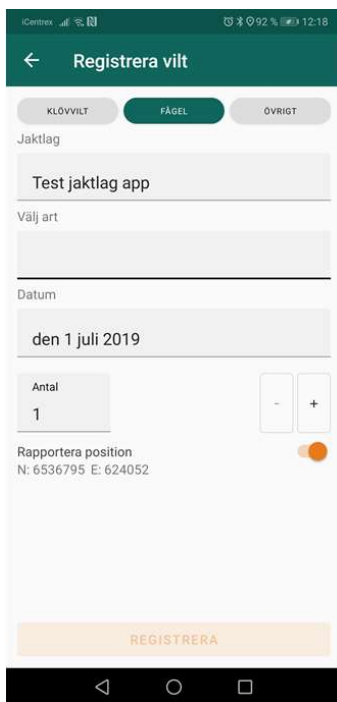 iCentrex 92 % 12:18
Registrera vilt
KLÖVVILT FÅGEL ÖVRIGT
Jaktlag
Test jaktlag app
Välj art
Datum
den 1 juli 2019
Antal
1 - +
Rapportera position
N: 6536795 E: 624052
REGISTRERA